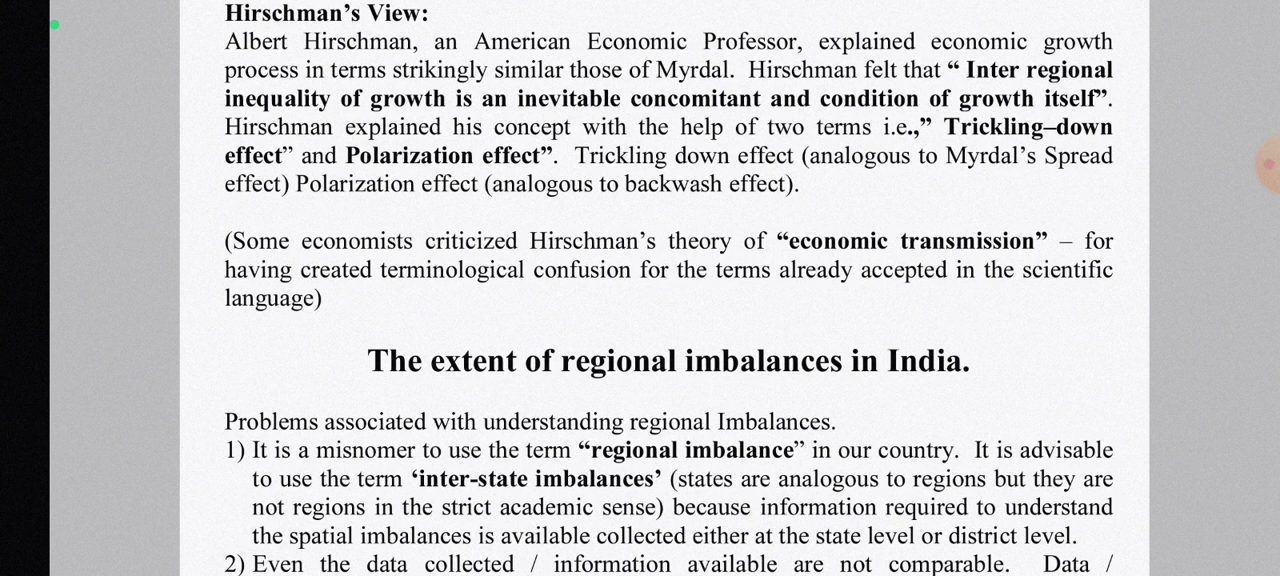 Hirschman’s View:
Albert Hirschman, an American Economic Professor, explained economic growth
process in terms strikingly similar those of Myrdal. Hirschman felt that “ Inter regional
inequality of growth is an inevitable concomitant and condition of growth itself”.
Hirschman explained his concept with the help of two terms i.e.,” Trickling–down
effect” and Polarization effect”. Trickling down effect (analogous to Myrdal’s Spread
effect) Polarization effect (analogous to backwash effect).
(Some economists criticized Hirschman’s theory of “economic transmission” – for
having created terminological confusion for the terms already accepted in the scientific
language)
The extent of regional imbalances in India.
Problems associated with understanding regional Imbalances.
1) It is a misnomer to use the term “regional imbalance” in our country. It is advisable
to use the term ‘inter-state imbalances’ (states are analogous to regions but they are
not regions in the strict academic sense) because information required to understand
the spatial imbalances is available collected either at the state level or district level.
2) Even the data collected / information available are not comparable. Data /